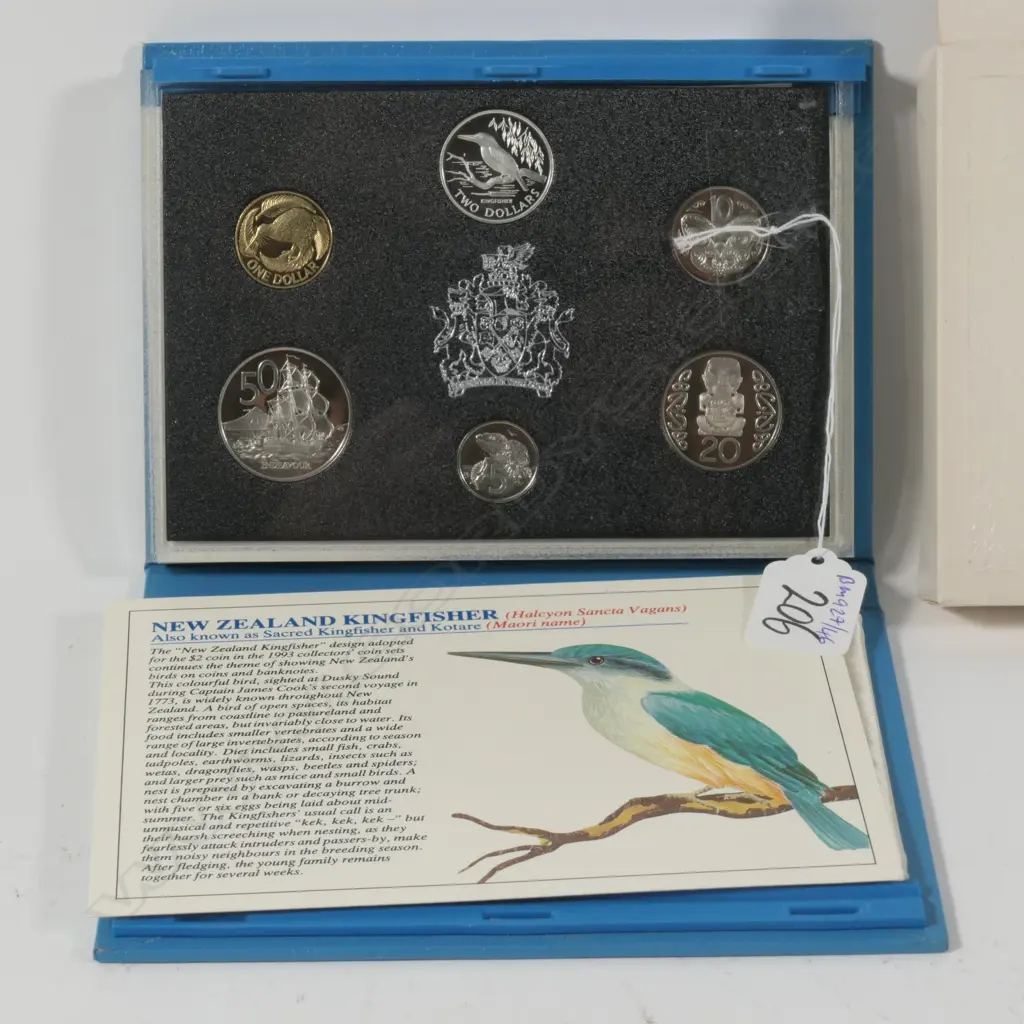 KINGFISHER
TWO DOLLARS
ONE DOLLAR
10
50
ENDEAVOUR
5
20
206
NEW ZEALAND KINGFISHER (Halcyon Sancta Vagans)
Also known as Sacred Kingfisher and Kotare (Maori name)
The "New Zealand Kingfisher" design adopted
for the $2 coin in the 1993 collectors' coin sets
continues the theme of showing New Zealand's
birds on coins and banknotes.
This colourful bird, sighted at Dusky Sound
during Captain James Cook's second voyage in
1773, is widely known throughout New
Zealand. A bird of open spaces, its habitat
ranges from coastline to pastureland and
forested areas, but invariably close to water. Its
food includes smaller vertebrates and a wide
range of large invertebrates, according to season
and locality. Diet includes small fish, crabs,
tadpoles, earthworms, lizards, insects such as
wetas, dragonflies, wasps, beetles and spiders;
and larger prey such as mice and small birds. A
nest is prepared by excavating a burrow and
nest chamber in a bank or decaying tree trunk;
with five or six eggs being laid about mid-
summer. The Kingfishers' usual call is an
unmusical and repetitive "kek, kek, kek –" but
their harsh screeching when nesting, as they
fearlessly attack intruders and passers-by, make
them noisy neighbours in the breeding season.
After fledging, the young family remains
together for several weeks.